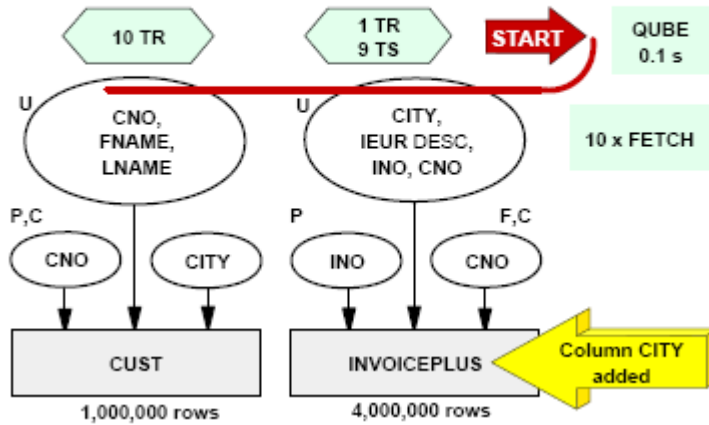 10 TR
1 TR
9 TS
START
QUBE
0.1 s
U
CNO,
FNAME,
LNAME
U
CITY,
IEUR DESC,
INO, CNO
10 x FETCH
P,C
CNO
CITY
P
INO
F,C
CNO
CUST
1,000,000 rows
INVOICEPLUS
4,000,000 rows
Column CITY
added